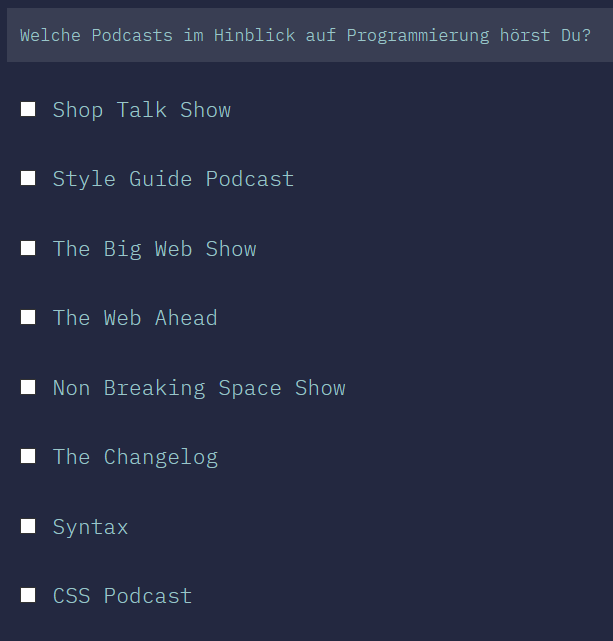 Welche Podcasts im Hinblick auf Programmierung hörst Du?
Shop Talk Show
Style Guide Podcast
The Big Web Show
The Web Ahead
Non Breaking Space Show
The Changelog
Syntax
CSS Podcast